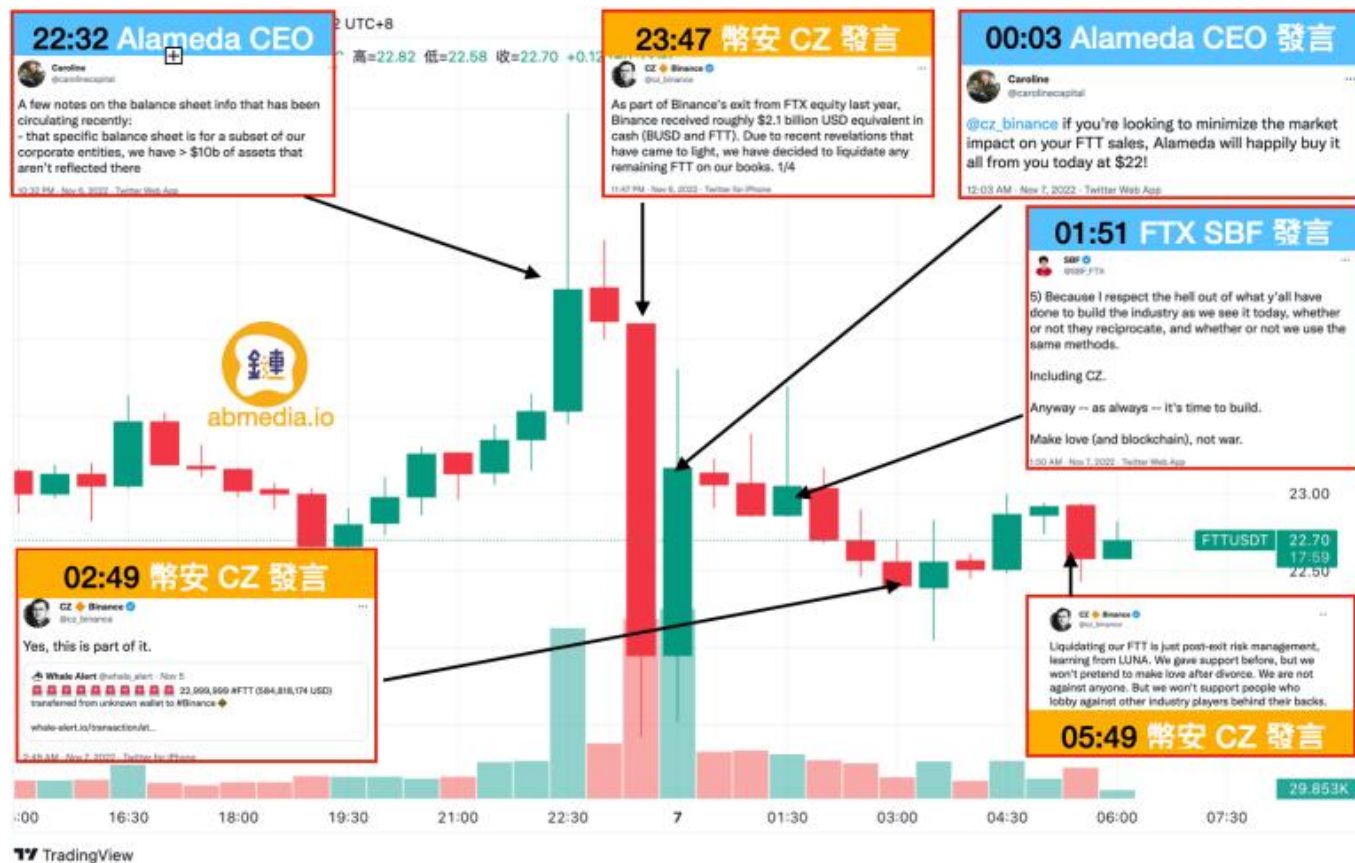 22:32 Alameda CEO
Caroline
@carolinecapital
A few notes on the balance sheet info that has been
circulating recently:
- that specific balance sheet is for a subset of our
corporate entities, we have > $10b of assets that
aren't reflected there
10:32 PM · Nov 6, 2022 · Twitter Web App
2 UTC+8
高=22.82 低=22.58 收=22.70
23:47 幣安 CZ 發言
CZ Binance
@cz_binance
As part of Binance's exit from FTX equity last year,
Binance received roughly $2.1 billion USD equivalent in
cash (BUSD and FTT). Due to recent revelations that
have came to light, we have decided to liquidate any
remaining FTT on our books. 1/4
11:47 PM · Nov 6, 2022 · Twitter for iPhone
00:03 Alameda CEO 發言
Caroline
@carolinecapital
@cz_binance if you're looking to minimize the market
impact on your FTT sales, Alameda will happily buy it
all from you today at $22!
12:03 AM · Nov 7, 2022 · Twitter Web App
01:51 FTX SBF 發言
SBF
@SBF_FTX
5) Because I respect the hell out of what y'all have
done to build the industry as we see it today, whether
or not they reciprocate, and whether or not we use the
same methods.
Including CZ.
Anyway -- as always -- it's time to build.
Make love (and blockchain), not war.
Nov 7, 2022 · Twitter Web App
鏈
abmedia.io
23.00
FTTUSDT 22.70
17:59
22.50
02:49 幣安 CZ 發言
CZ Binance
@cz_binance
Yes, this is part of it.
Whale Alert @whale_alert · Nov 5
22,999,999 #FTT (584,818,174 USD)
transferred from unknown wallet to #Binance
whale-alert.io/transaction/et...
2:49 AM · Nov 7, 2022 · Twitter for iPhone
CZ Binance
@cz_binance
Liquidating our FTT is just post-exit risk management,
learning from LUNA. We gave support before, but we
won't pretend to make love after divorce. We are not
against anyone. But we won't support people who
lobby against other industry players behind their backs.
05:49 幣安 CZ 發言
29.853K
:00 16:30 18:00 19:30 21:00 22:30 7 01:30 03:00 04:30 06:00 07:30
TradingView